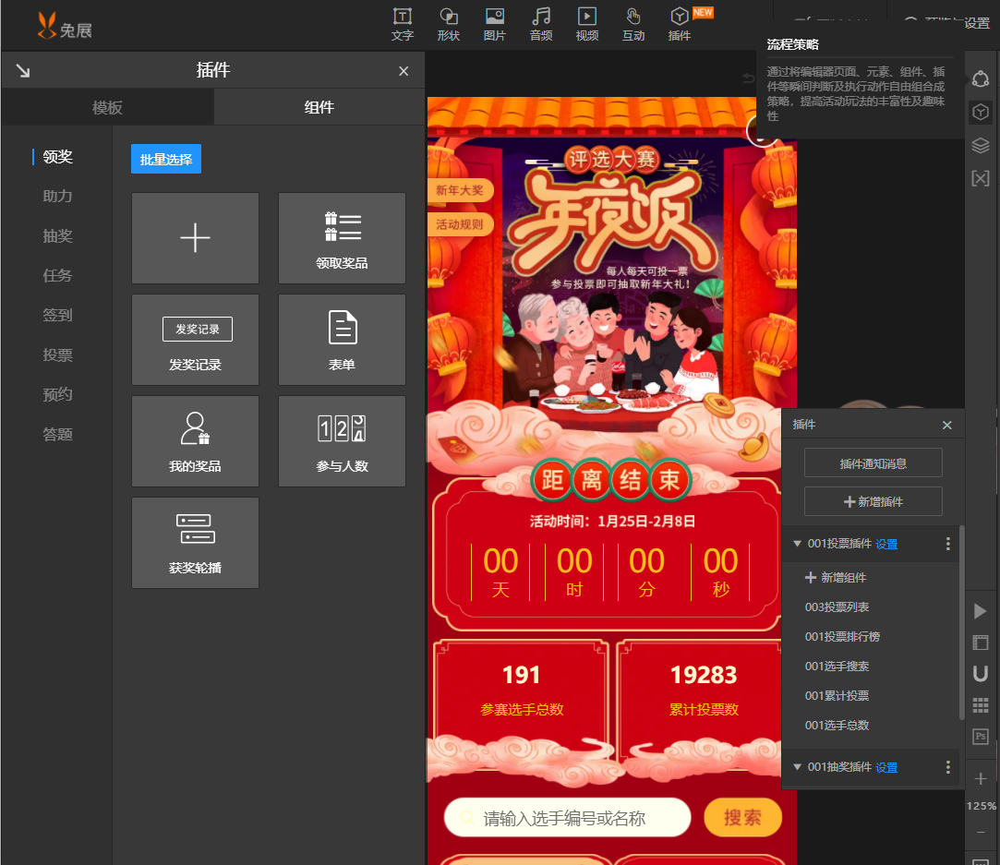 兔展
文字
形状
图片
音频
视频
互动
插件
NEW
设置
流程策略
通过将编辑器页面、元素、组件、插
件等瞬间判断及执行动作自由组合成
策略，提高活动玩法的丰富性及趣味
性
插件
模板
组件
领奖
助力
抽奖
任务
签到
投票
预约
答题
批量选择
领取奖品
发奖记录
发奖记录
表单
我的奖品
123
参与人数
获奖轮播
评选大赛
新年大奖
活动规则
年夜饭
每人每天可投一票
参与投票即可抽取新年大礼！
距离结束
活动时间：1月25日-2月8日
00 00 00 00
天 时 分 秒
191
参赛选手总数
19283
累计投票数
请输入选手编号或名称
搜索
插件
插件通知消息
新增插件
001投票插件 设置
新增组件
003投票列表
001投票排行榜
001选手搜索
001累计投票
001选手总数
001抽奖插件 设置
Ps
125%